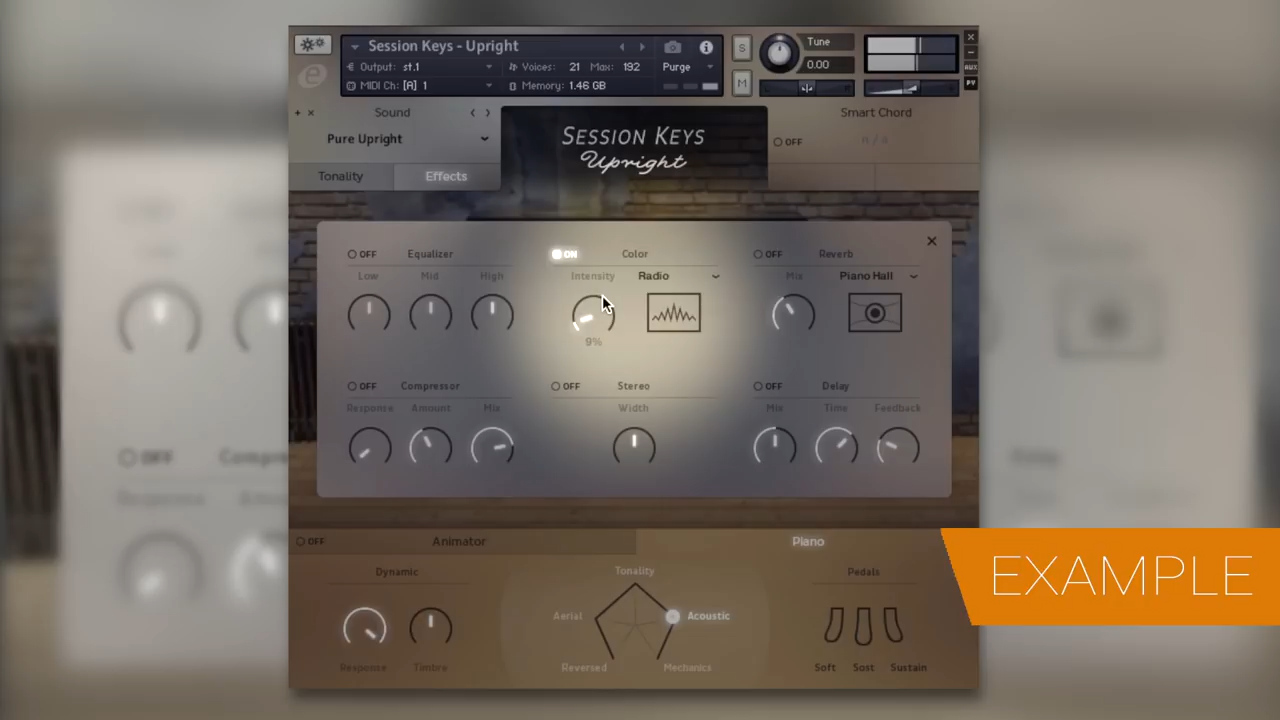 Session Keys - Upright
Output: st.1
Voices: 21 Max: 192
Purge
MIDI Ch: [A] 1
Memory: 1.46 GB
S
M
Tune
0.00
AUX
PV
Sound
Pure Upright
Tonality
Effects
SESSION KEYS
Upright
Smart Chord
OFF
n / a
OFF Equalizer
Low Mid High
ON Color
Intensity Radio
9%
OFF Reverb
Mix Piano Hall
OFF Compressor
Response Amount Mix
OFF Stereo
Width
OFF Delay
Mix Time Feedback
OFF Animator
Piano
Dynamic
Response Timbre
Tonality
Aerial
Acoustic
Reversed
Mechanics
Pedals
Soft Sost Sustain
EXAMPLE